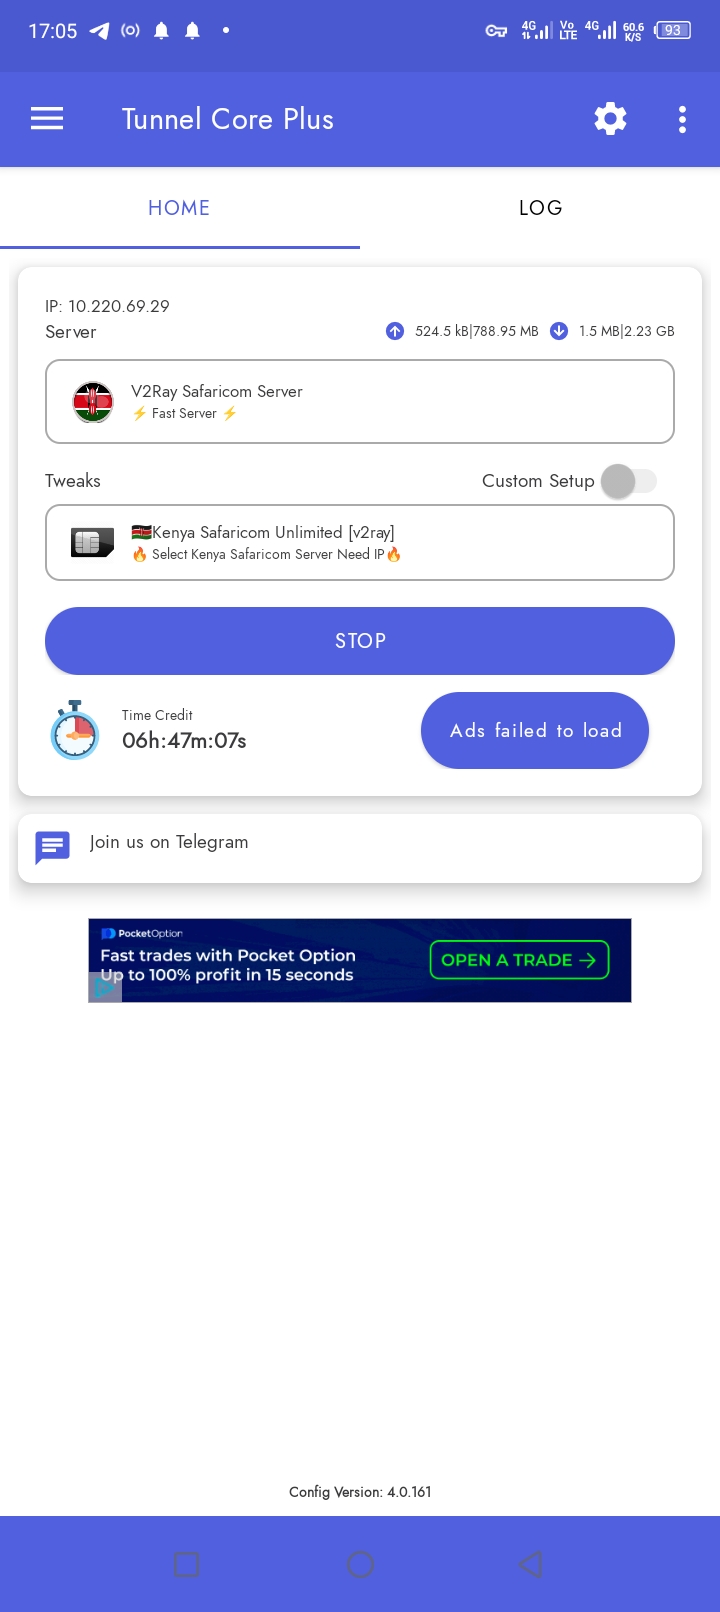 17:05
4G
Vo
LTE
4G
60.6
K/S
93
Tunnel Core Plus
HOME
LOG
IP: 10.220.69.29
Server
524.5 kB|788.95 MB
1.5 MB|2.23 GB
V2Ray Safaricom Server
⚡ Fast Server ⚡
Tweaks
Custom Setup
🇰🇪Kenya Safaricom Unlimited [v2ray]
🔥 Select Kenya Safaricom Server Need IP🔥
STOP
Time Credit
06h:47m:07s
Ads failed to load
Join us on Telegram
PocketOption
Fast trades with Pocket Option
Up to 100% profit in 15 seconds
OPEN A TRADE →
Config Version: 4.0.161